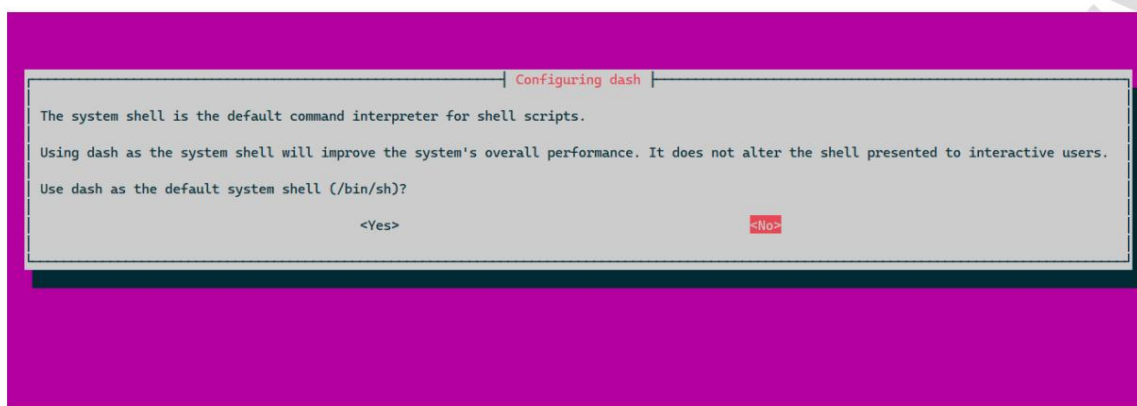 Configuring dash
The system shell is the default command interpreter for shell scripts.
Using dash as the system shell will improve the system's overall performance. It does not alter the shell presented to interactive users.
Use dash as the default system shell (/bin/sh)?
<Yes> <No>